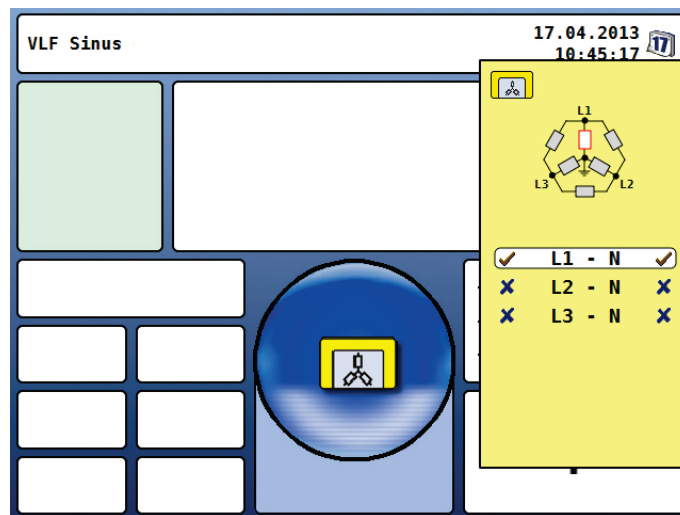 VLF Sinus
17.04.2013
17
10:45:17
L1
L3
L2
L1 - N
L2 - N
L3 - N